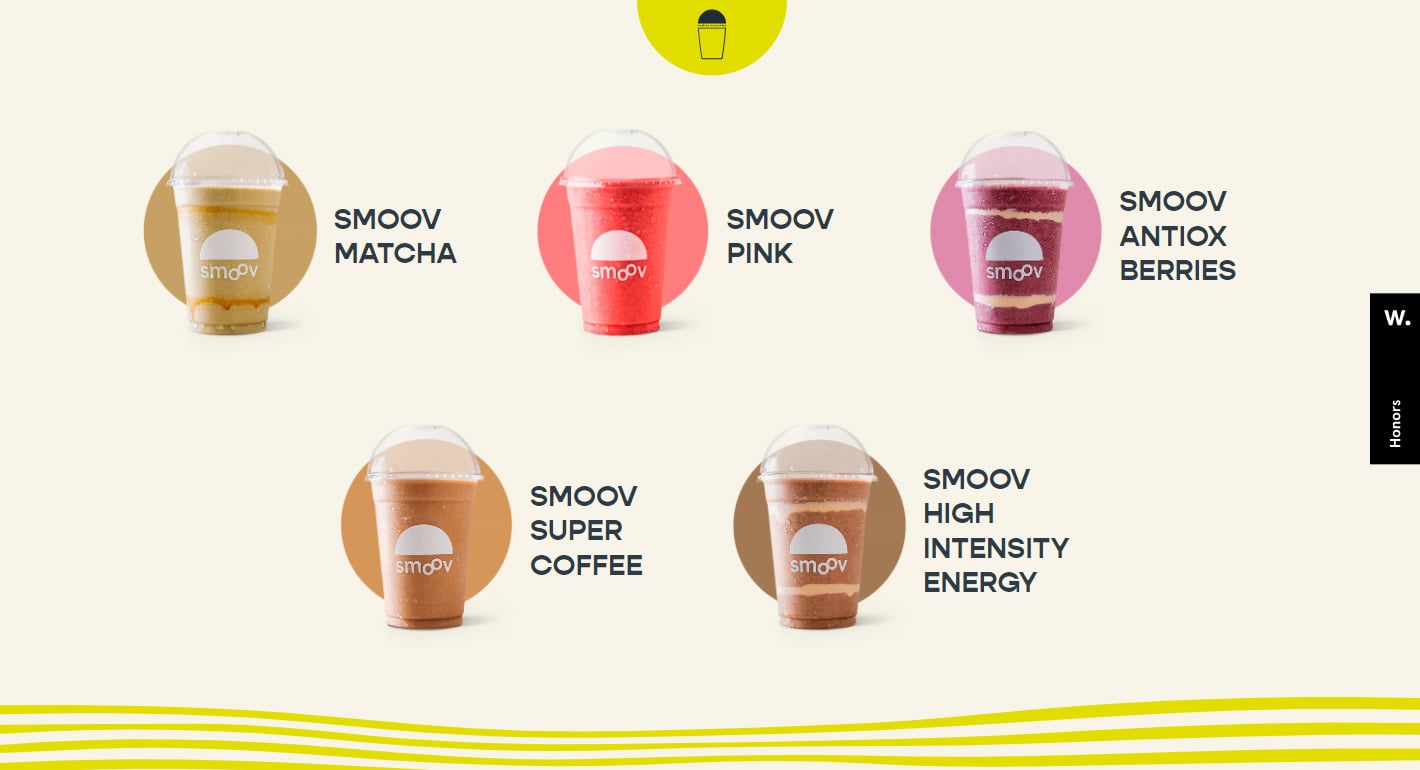 SMOOV
MATCHA
smoov
SMOOV
PINK
smoov
SMOOV
ANTIOX
BERRIES
smoov
W.
Honors
SMOOV
SUPER
COFFEE
smoov
SMOOV
HIGH
INTENSITY
ENERGY
smoov